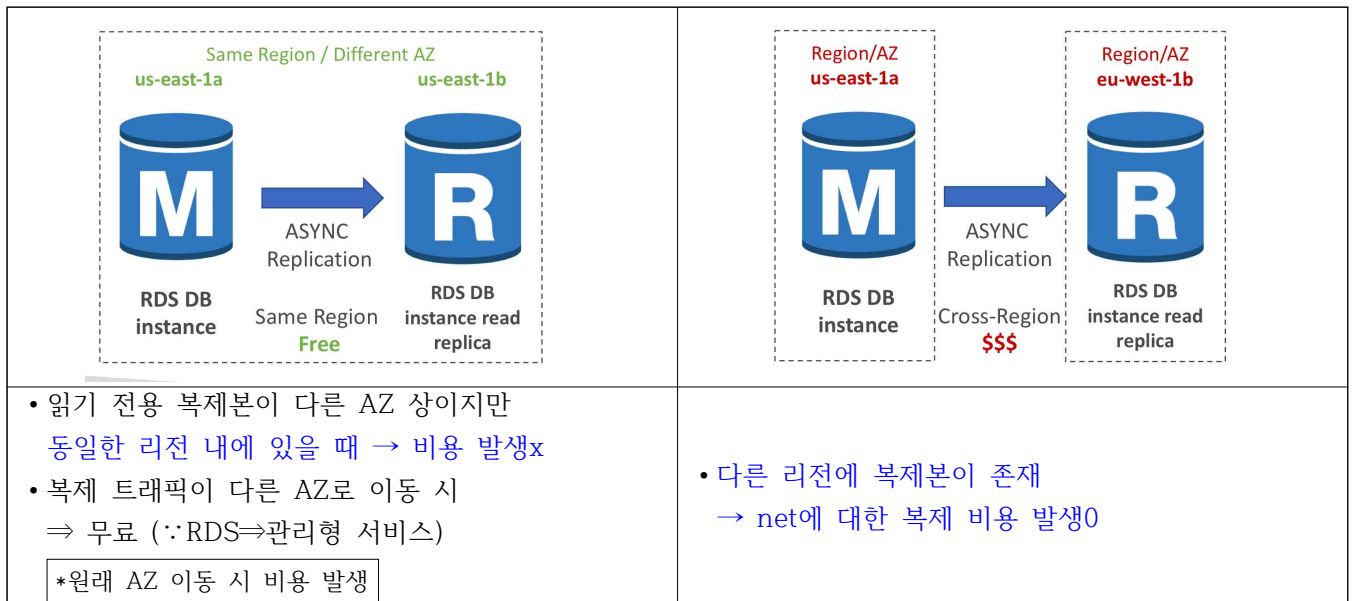 Same Region / Different AZ
us-east-1a
us-east-1b
M
R
ASYNC
Replication
RDS DB
instance
Same Region
Free
RDS DB
instance read
replica
• 읽기 전용 복제본이 다른 AZ 상이지만
동일한 리전 내에 있을 때 → 비용 발생x
• 복제 트래픽이 다른 AZ로 이동 시
⇒ 무료 (∵RDS⇒관리형 서비스)
*원래 AZ 이동 시 비용 발생
Region/AZ
us-east-1a
Region/AZ
eu-west-1b
M
R
ASYNC
Replication
RDS DB
instance
Cross-Region
$$$
RDS DB
instance read
replica
• 다른 리전에 복제본이 존재
→ net에 대한 복제 비용 발생0